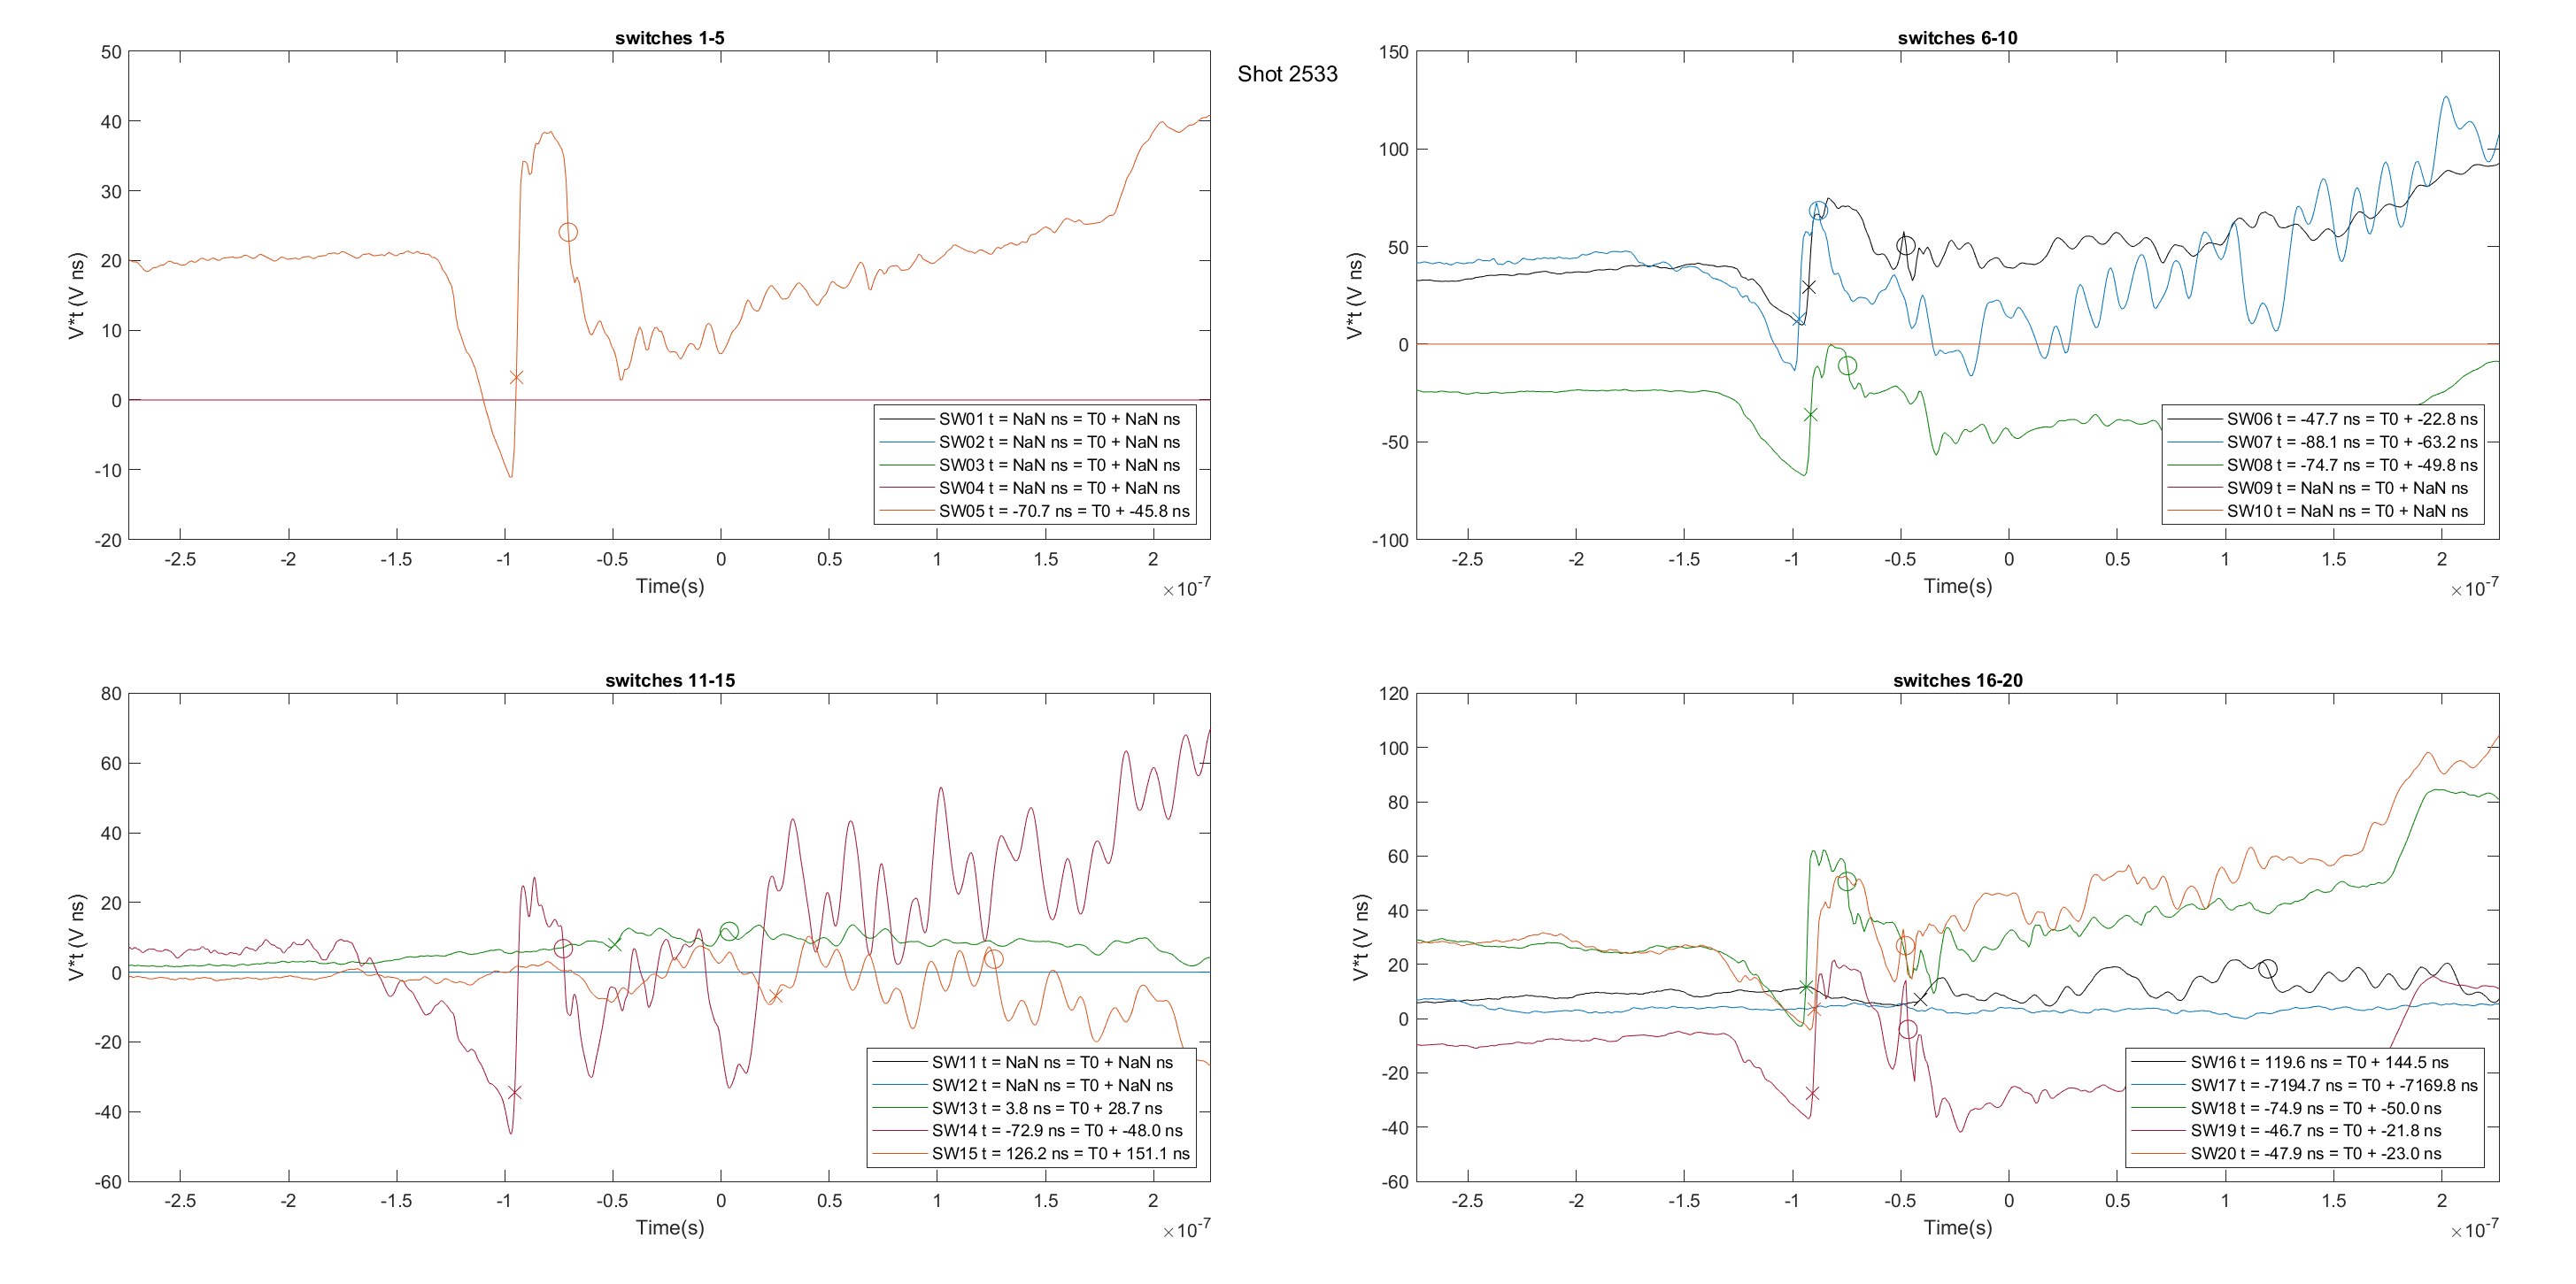 Shot 2533
switches 1-5
50
40
30
20
10
0
-10
-20
V*t (V ns)
-2.5 -2 -1.5 -1 -0.5 0 0.5 1 1.5 2
Time(s)
×10-7
SW01 t = NaN ns = T0 + NaN ns
SW02 t = NaN ns = T0 + NaN ns
SW03 t = NaN ns = T0 + NaN ns
SW04 t = NaN ns = T0 + NaN ns
SW05 t = -70.7 ns = T0 + -45.8 ns
switches 6-10
150
100
50
0
-50
-100
V*t (V ns)
-2.5 -2 -1.5 -1 -0.5 0 0.5 1 1.5 2
Time(s)
×10-7
SW06 t = -47.7 ns = T0 + -22.8 ns
SW07 t = -88.1 ns = T0 + -63.2 ns
SW08 t = -74.7 ns = T0 + -49.8 ns
SW09 t = NaN ns = T0 + NaN ns
SW10 t = NaN ns = T0 + NaN ns
switches 11-15
80
60
40
20
0
-20
-40
-60
V*t (V ns)
-2.5 -2 -1.5 -1 -0.5 0 0.5 1 1.5 2
Time(s)
×10-7
SW11 t = NaN ns = T0 + NaN ns
SW12 t = NaN ns = T0 + NaN ns
SW13 t = 3.8 ns = T0 + 28.7 ns
SW14 t = -72.9 ns = T0 + -48.0 ns
SW15 t = 126.2 ns = T0 + 151.1 ns
switches 16-20
120
100
80
60
40
20
0
-20
-40
-60
V*t (V ns)
-2.5 -2 -1.5 -1 -0.5 0 0.5 1 1.5 2
Time(s)
×10-7
SW16 t = 119.6 ns = T0 + 144.5 ns
SW17 t = -7194.7 ns = T0 + -7169.8 ns
SW18 t = -74.9 ns = T0 + -50.0 ns
SW19 t = -46.7 ns = T0 + -21.8 ns
SW20 t = -47.9 ns = T0 + -23.0 ns